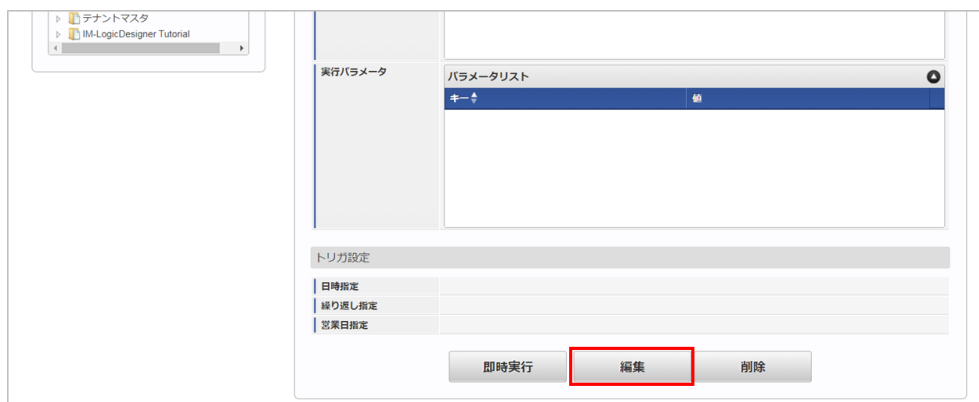 テナントマスタ
IM-LogicDesigner Tutorial
実行パラメータ
パラメータリスト
キー 値
トリガ設定
日時指定
繰り返し指定
営業日指定
即時実行 編集 削除